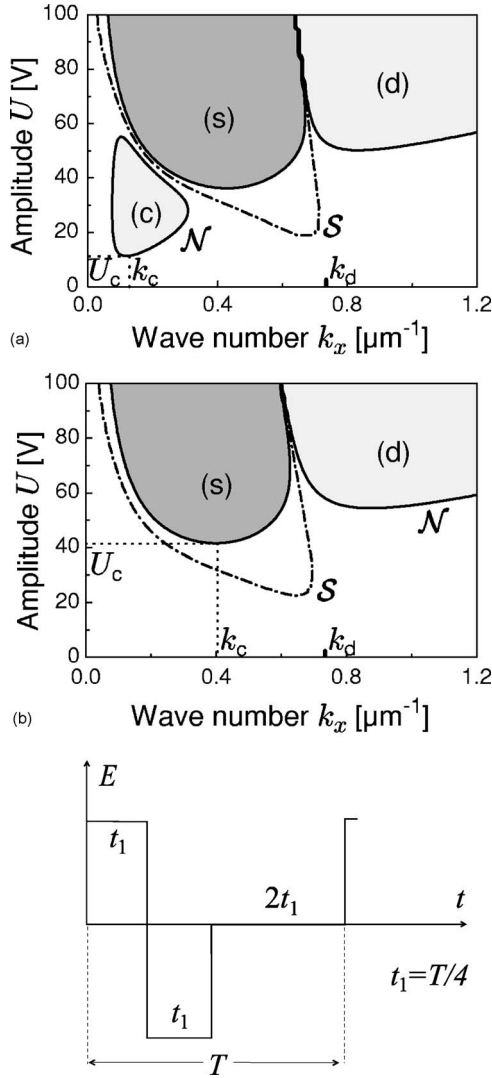 100
80
60
40
20
0
Amplitude U [V]
(s)
(d)
(c)
N
S
U_c
k_c
k_d
0.0 0.4 0.8 1.2
(a)
Wave number k_x [μm⁻¹]
100
80
60
40
20
0
Amplitude U [V]
(s)
(d)
N
S
U_c
k_c
k_d
0.0 0.4 0.8 1.2
(b)
Wave number k_x [μm⁻¹]
E
t₁
2t₁
t
t₁
t₁=T/4
T